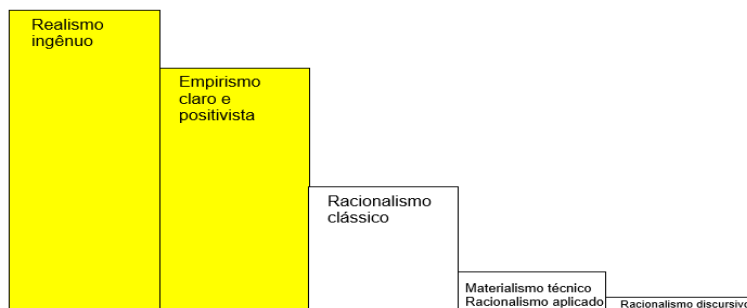 Realismo
ingênuo
Empirismo
claro e
positivista
Racionalismo
clássico
Materialismo técnico
Racionalismo aplicado
Racionalismo discursivo